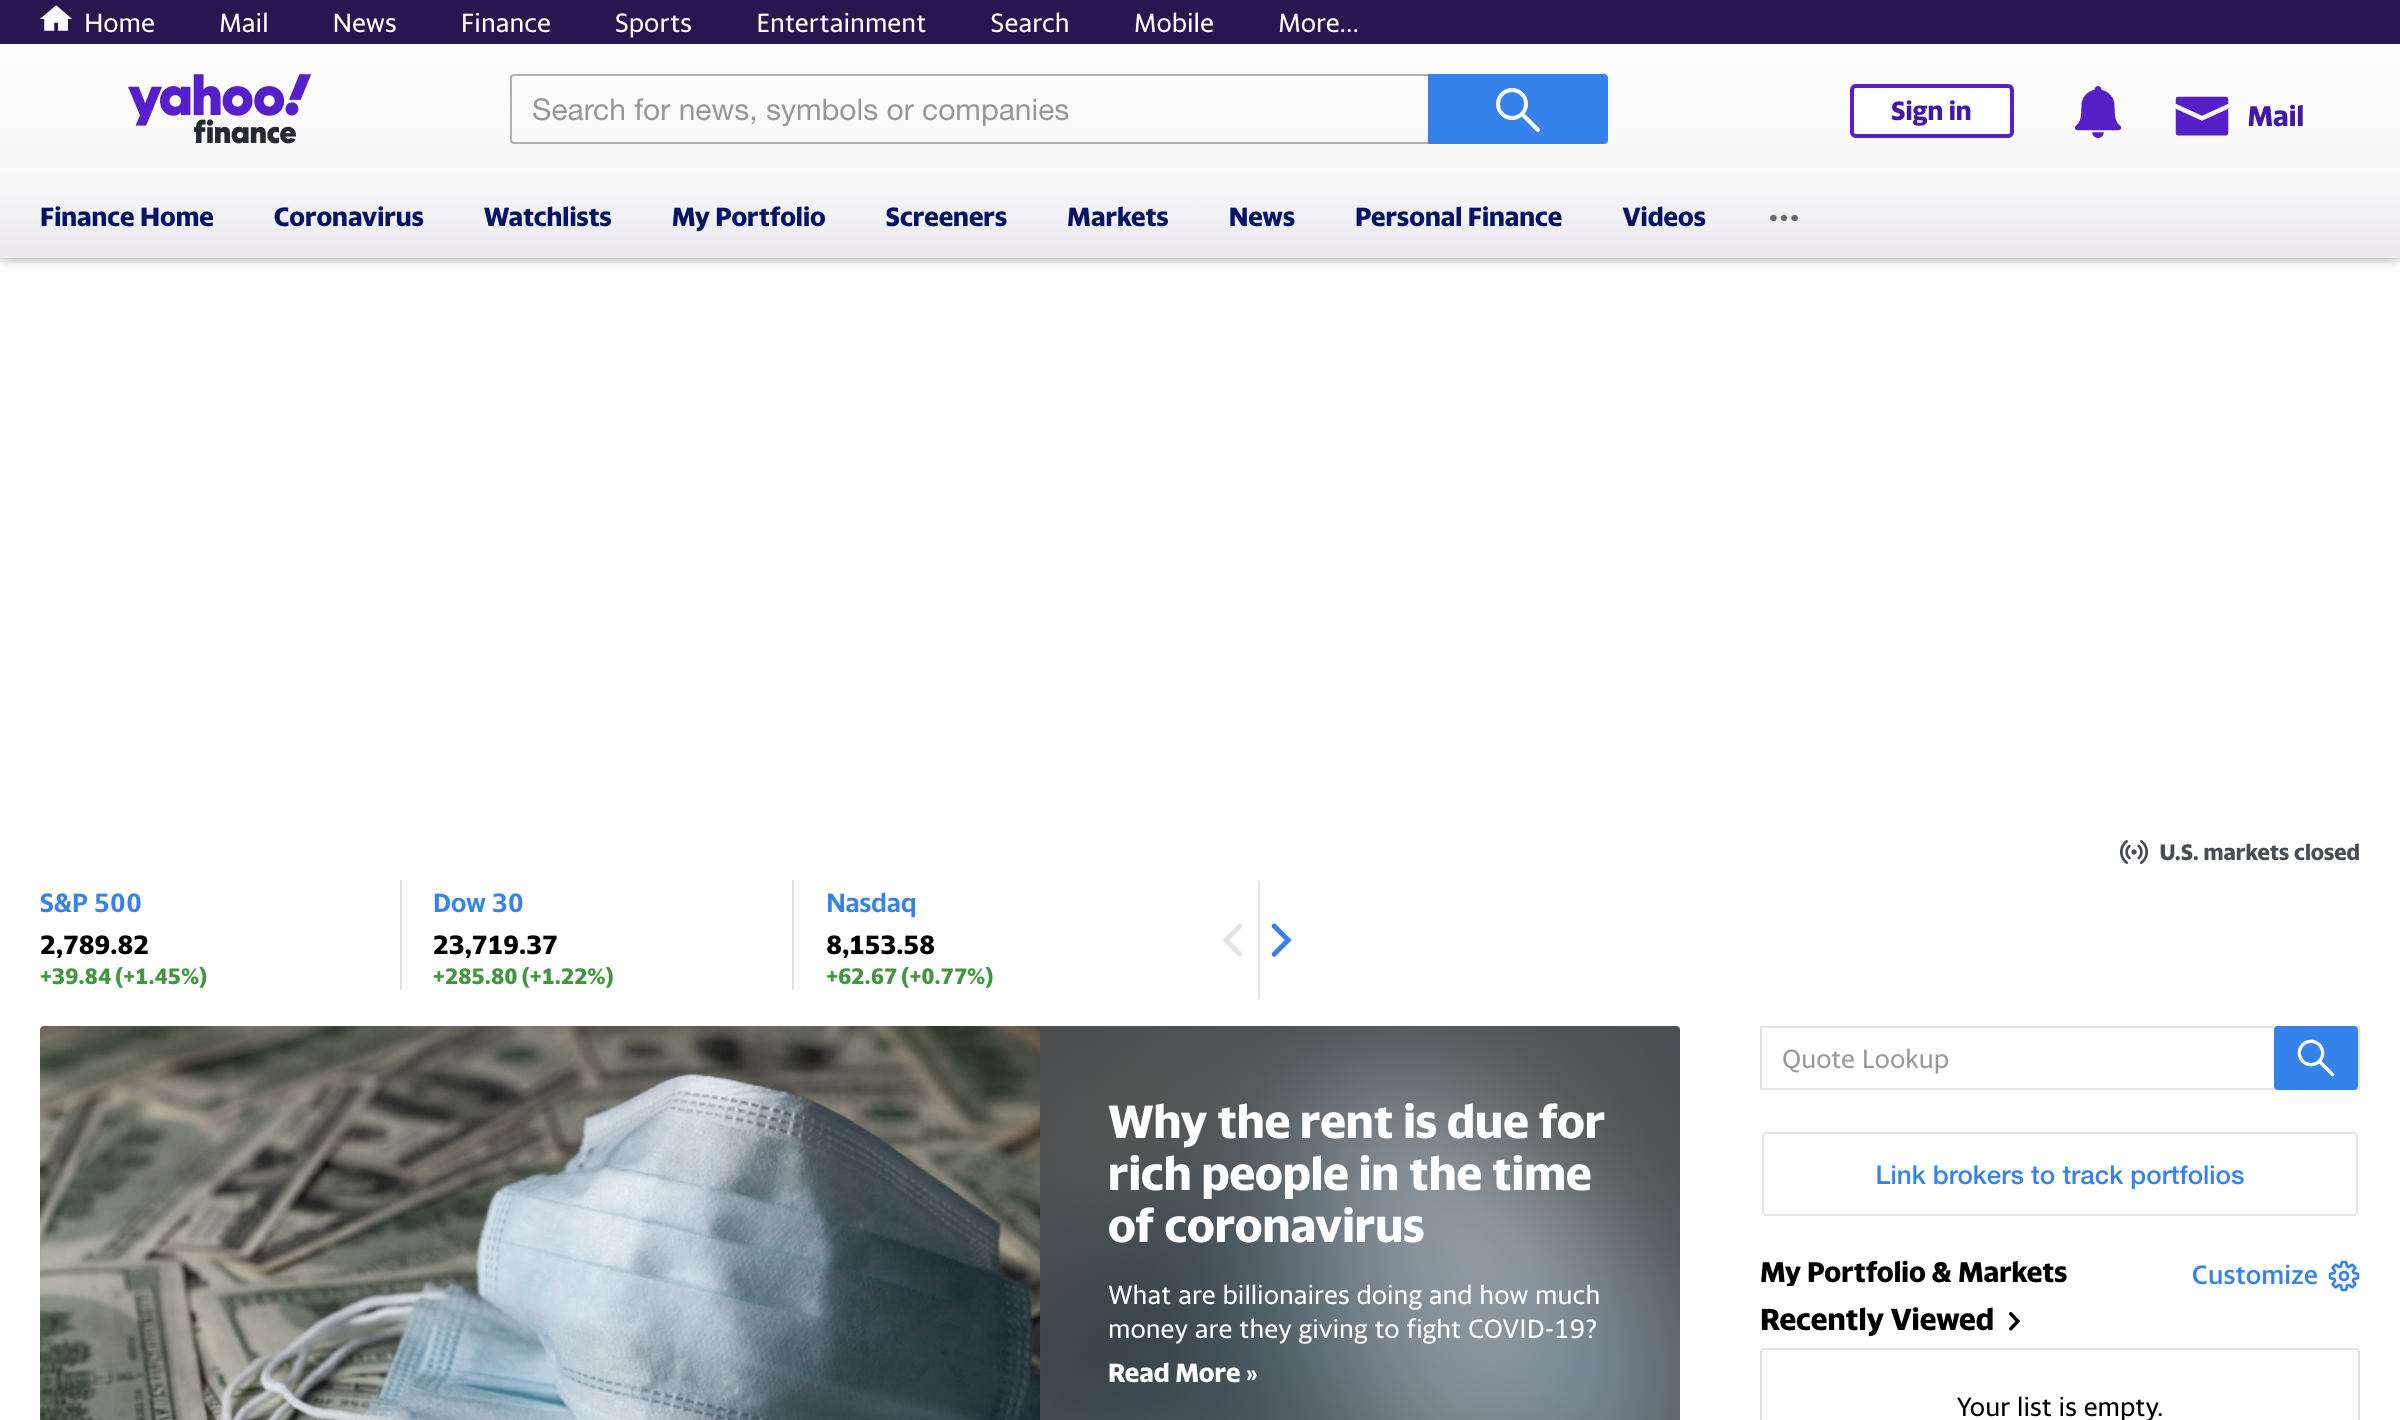 Home Mail News Finance Sports Entertainment Search Mobile More...
yahoo!
finance
Search for news, symbols or companies
Sign in
Mail
Finance Home Coronavirus Watchlists My Portfolio Screeners Markets News Personal Finance Videos •••
U.S. markets closed
S&P 500
2,789.82
+39.84 (+1.45%)
Dow 30
23,719.37
+285.80 (+1.22%)
Nasdaq
8,153.58
+62.67 (+0.77%)
Why the rent is due for
rich people in the time
of coronavirus
What are billionaires doing and how much
money are they giving to fight COVID-19?
Read More »
Quote Lookup
Link brokers to track portfolios
My Portfolio & Markets
Customize
Recently Viewed
Your list is empty.